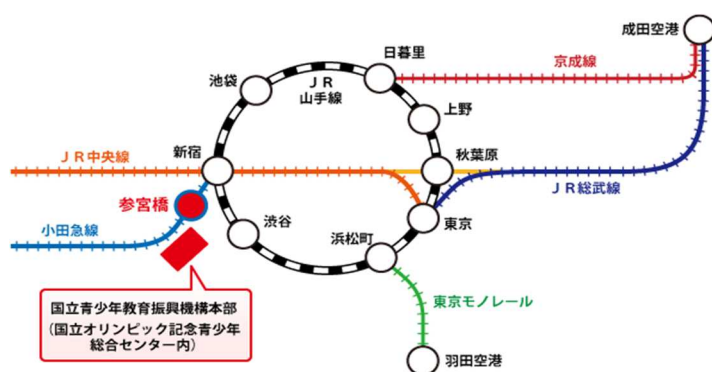 成田空港
日暮里
京成線
池袋
JR
山手線
上野
JR中央線
新宿
秋葉原
JR総武線
参宮橋
渋谷
東京
小田急線
浜松町
国立青少年教育振興機構本部
(国立オリンピック記念青少年
総合センター内)
東京モノレール
羽田空港